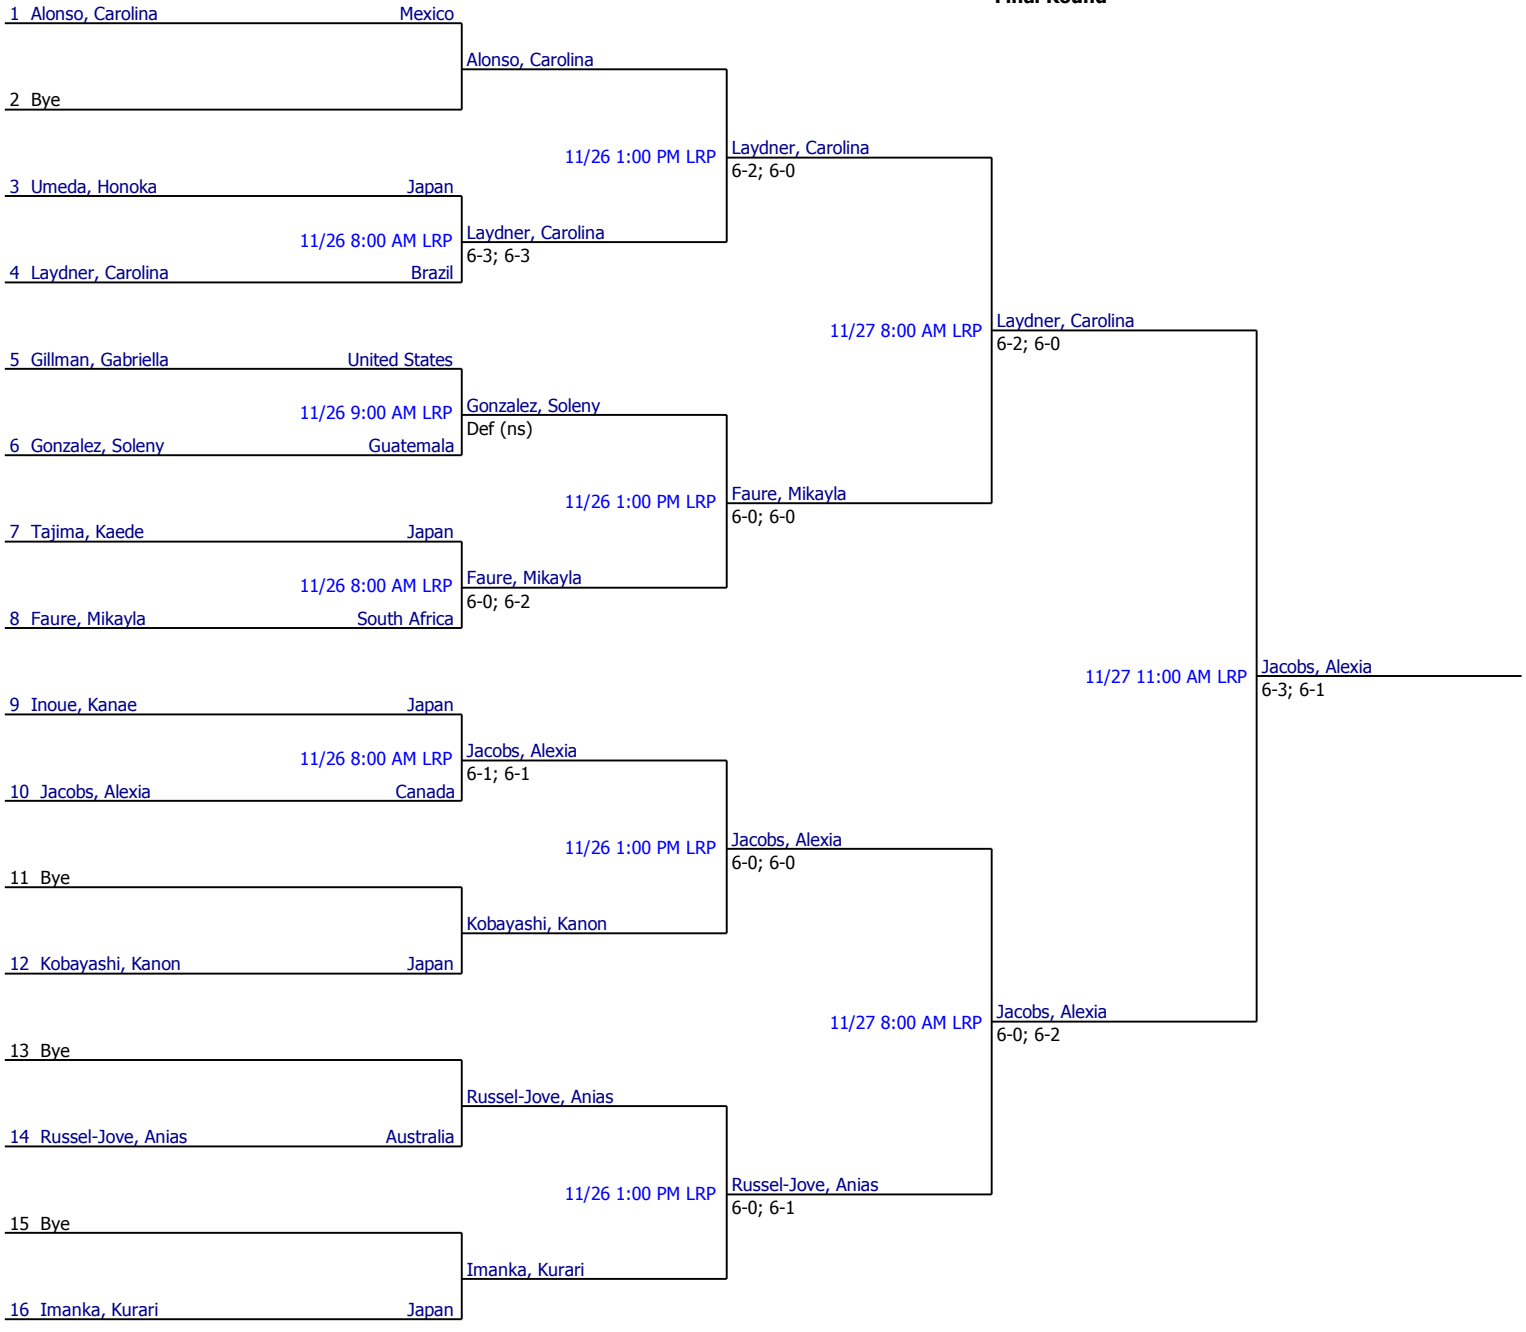 Final Round
1 Alonso, Carolina Mexico
Alonso, Carolina
2 Bye
11/26 1:00 PM LRP
Laydner, Carolina
6-2; 6-0
3 Umeda, Honoka Japan
11/26 8:00 AM LRP
Laydner, Carolina
6-3; 6-3
4 Laydner, Carolina Brazil
11/27 8:00 AM LRP
Laydner, Carolina
6-2; 6-0
5 Gillman, Gabriella United States
11/26 9:00 AM LRP
Gonzalez, Soleny
Def (ns)
6 Gonzalez, Soleny Guatemala
11/26 1:00 PM LRP
Faure, Mikayla
6-0; 6-0
7 Tajima, Kaede Japan
11/26 8:00 AM LRP
Faure, Mikayla
6-0; 6-2
8 Faure, Mikayla South Africa
11/27 11:00 AM LRP
Jacobs, Alexia
6-3; 6-1
9 Inoue, Kanae Japan
11/26 8:00 AM LRP
Jacobs, Alexia
6-1; 6-1
10 Jacobs, Alexia Canada
11/26 1:00 PM LRP
Jacobs, Alexia
6-0; 6-0
11 Bye
Kobayashi, Kanon
12 Kobayashi, Kanon Japan
11/27 8:00 AM LRP
Jacobs, Alexia
6-0; 6-2
13 Bye
Russel-Jove, Anias
14 Russel-Jove, Anias Australia
11/26 1:00 PM LRP
Russel-Jove, Anias
6-0; 6-1
15 Bye
Imanka, Kurari
16 Imanka, Kurari Japan